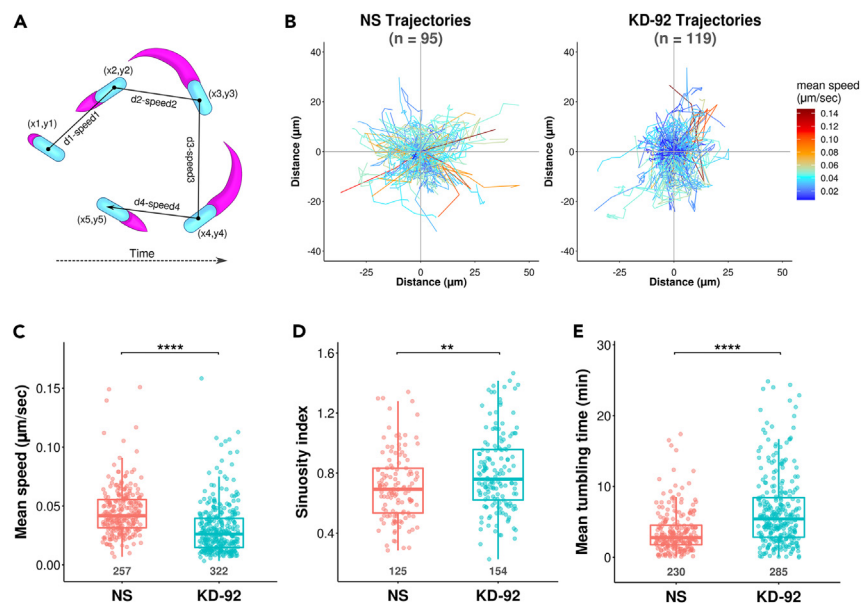 A
(x1,y1)
(x2,y2)
(x3,y3)
(x4,y4)
(x5,y5)
d1-speed1
d2-speed2
d3-speed3
d4-speed4
Time
B
NS Trajectories
(n = 95)
KD-92 Trajectories
(n = 119)
Distance (µm)
40
20
0
-20
-40
-25
0
25
50
Distance (µm)
Distance (µm)
40
20
0
-20
-40
-25
0
25
50
Distance (µm)
mean speed
(µm/sec)
0.14
0.12
0.10
0.08
0.06
0.04
0.02
C
Mean speed (µm/sec)
0.15
0.10
0.05
0.00
****
257
322
NS
KD-92
D
Sinuosity index
1.6
1.2
0.8
0.4
**
125
154
NS
KD-92
E
Mean tumbling time (min)
30
20
10
0
****
230
285
NS
KD-92